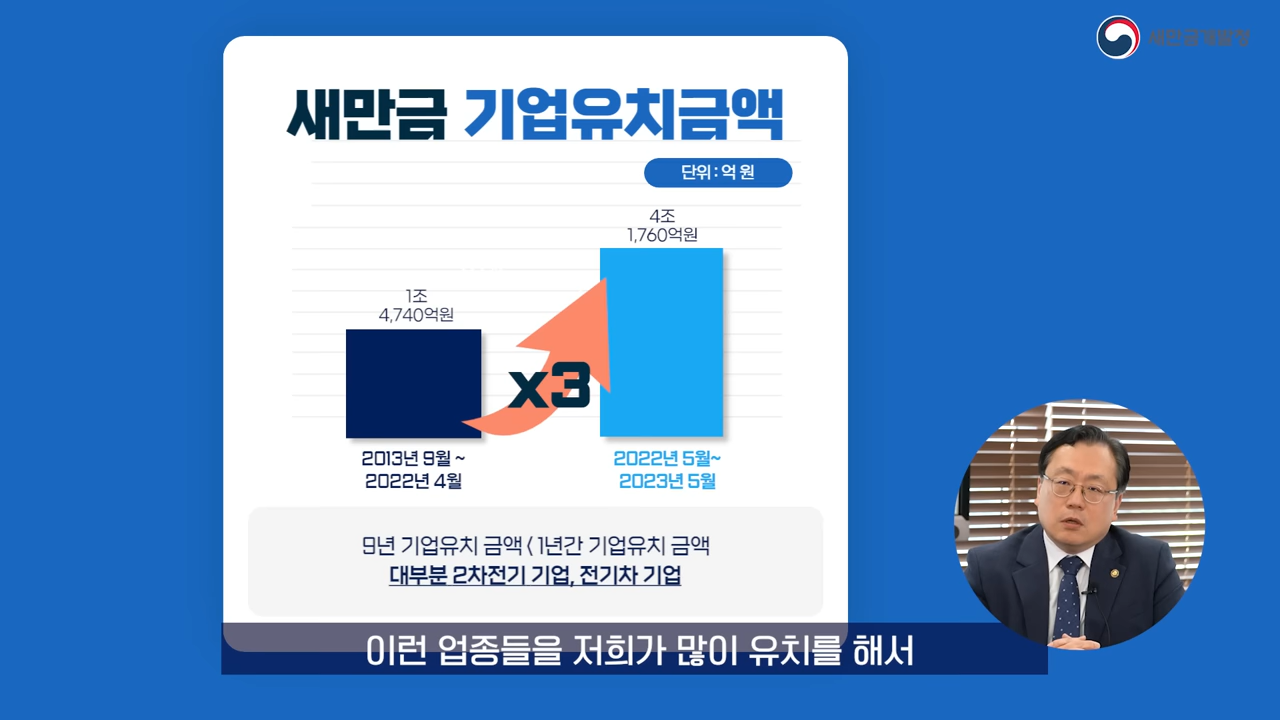 새만금개발청
새만금 기업유치금액
단위 : 억 원
4조
1,760억원
1조
4,740억원
x3
2013년 9월 ~
2022년 4월
2022년 5월~
2023년 5월
9년 기업유치 금액 < 1년간 기업유치 금액
대부분 2차전기 기업, 전기차 기업
이런 업종들을 저희가 많이 유치를 해서